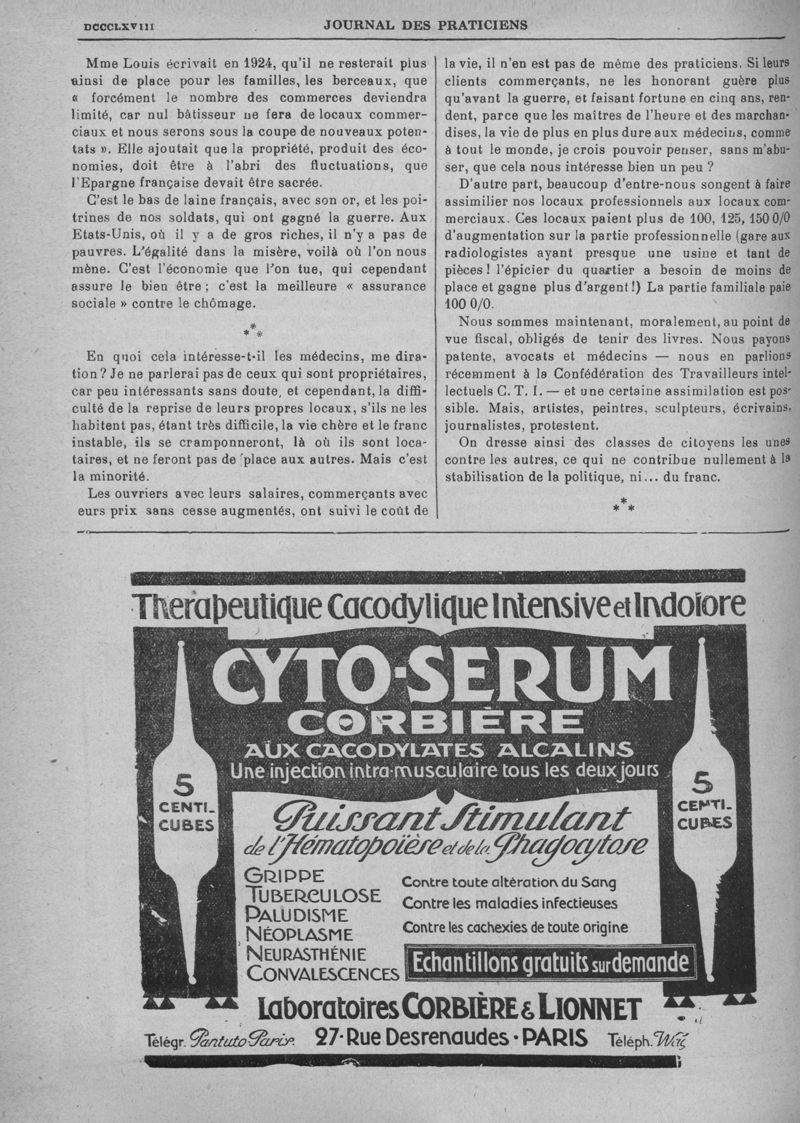 DCCCLXVIII
JOURNAL DES PRATICIENS
Mme Louis écrivait en 1924, qu'il ne resterait plus
ainsi de place pour les familles, les berceaux, que
« forcément le nombre des commerces deviendra
limité, car nul bâtisseur ne fera de locaux commer-
ciaux et nous serons sous la coupe de nouveaux poten-
tats ». Elle ajoutait que la propriété, produit des éco-
nomies, doit être à l'abri des fluctuations, que
l'Epargne française devait être sacrée.
C'est le bas de laine français, avec son or, et les poi-
trines de nos soldats, qui ont gagné la guerre. Aux
Etats-Unis, où il y a de gros riches, il n'y a pas de
pauvres. L'égalité dans la misère, voilà où l'on nous
mène. C'est l'économie que l'on tue, qui cependant
assure le bien être ; c'est la meilleure « assurance
sociale » contre le chômage.
* * *
En quoi cela intéresse-t-il les médecins, me dira-
tion ? Je ne parlerai pas de ceux qui sont propriétaires,
car peu intéressants sans doute, et cependant, la diffi-
culté de la reprise de leurs propres locaux, s'ils ne les
habitent pas, étant très difficile, la vie chère et le franc
instable, ils se cramponneront, là où ils sont loca-
taires, et ne feront pas de place aux autres. Mais c'est
la minorité.
Les ouvriers avec leurs salaires, commerçants avec
eurs prix sans cesse augmentés, ont suivi le coût de
la vie, il n'en est pas de même des praticiens. Si leurs
clients commerçants, ne les honorant guère plus
qu'avant la guerre, et faisant fortune en cinq ans, ren-
dent, parce que les maîtres de l'heure et des marchan-
dises, la vie de plus en plus dure aux médecins, comme
à tout le monde, je crois pouvoir penser, sans m'abu-
ser, que cela nous intéresse bien un peu ?
D'autre part, beaucoup d'entre-nous songent à faire
assimilier nos locaux professionnels aux locaux com-
merciaux. Ces locaux paient plus de 100, 125, 150 0/0
d'augmentation sur la partie professionnelle (gare aux
radiologistes ayant presque une usine et tant de
pièces ! l'épicier du quartier a besoin de moins de
place et gagne plus d'argent !) La partie familiale paie
100 0/0.
Nous sommes maintenant, moralement, au point de
vue fiscal, obligés de tenir des livres. Nous payons
patente, avocats et médecins — nous en parlions
récemment à la Confédération des Travailleurs intel-
lectuels C. T. I. — et une certaine assimilation est pos-
sible. Mais, artistes, peintres, sculpteurs, écrivains,
journalistes, protestent.
On dresse ainsi des classes de citoyens les unes
contre les autres, ce qui ne contribue nullement à la
stabilisation de la politique, ni... du franc.
* * *
Therapeutique Cacodylique Intensive et Indolore
CYTO-SERUM
CORBIÈRE
AUX CACODYLATES ALCALINS
Une injection intra-musculaire tous les deux jours
5
CENTI-
CUBES
5
CENTI-
CUBES
Puissant Stimulant
de l'Hématopoïèse et de la Phagocytose
GRIPPE
TUBERCULOSE
PALUDISME
NÉOPLASME
NEURASTHÉNIE
CONVALESCENCES
Contre toute altération du Sang
Contre les maladies infectieuses
Contre les cachexies de toute origine
Echantillons gratuits sur demande
Laboratoires CORBIÈRE & LIONNET
Télégr. Pantuto-Paris. 27-Rue Desrenaudes • PARIS Téléph. Wag